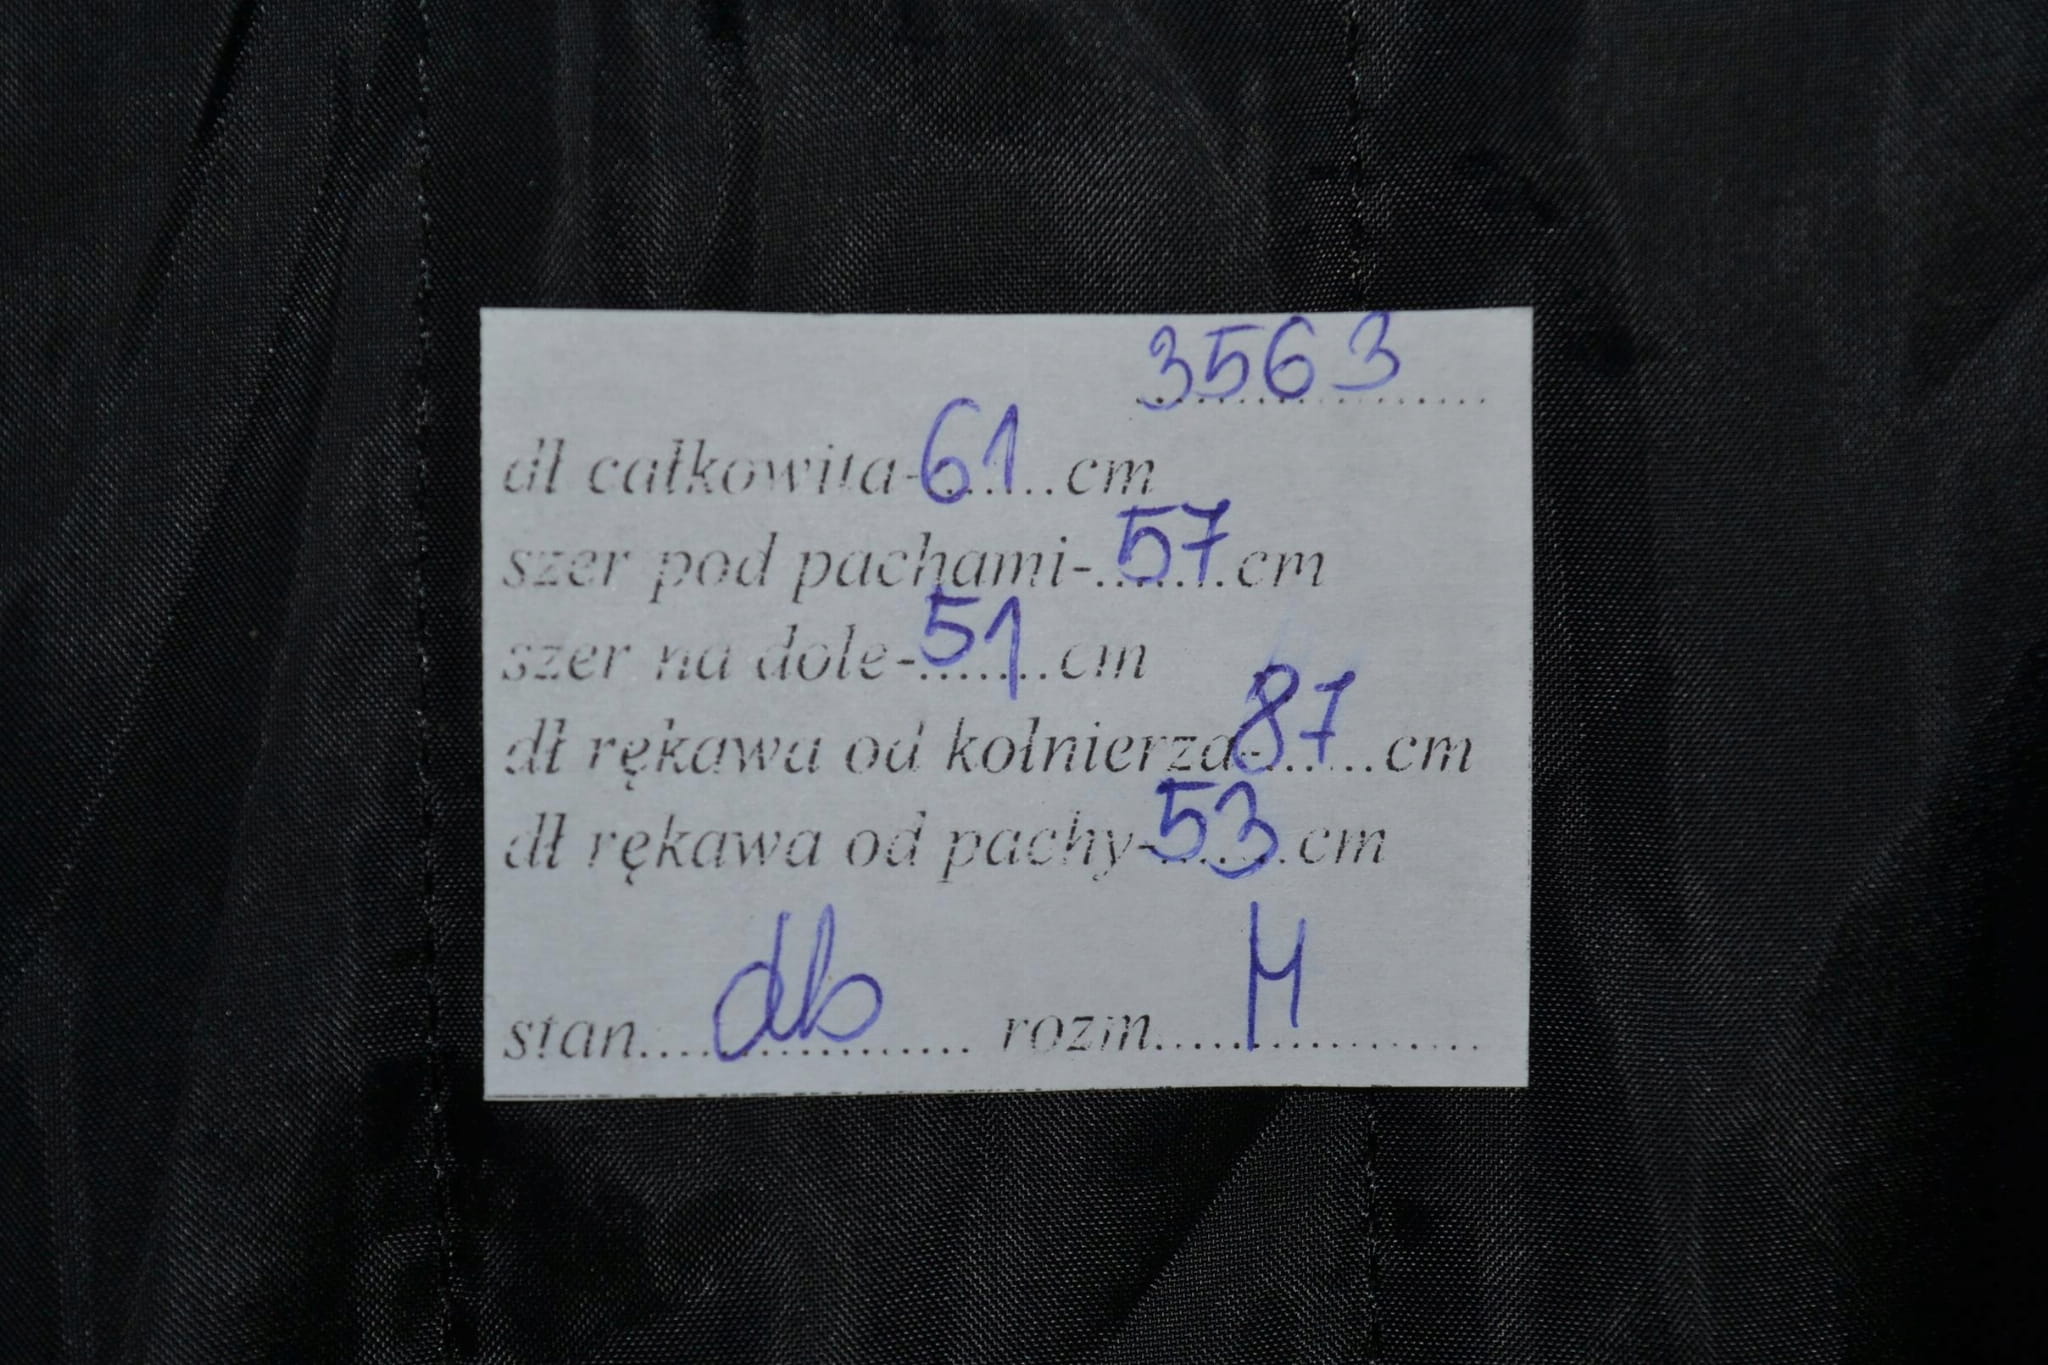 3563
dł całkowita-61cm
szer pod pachami-57cm
szer na dole-51cm
dł rękawa od kołnierza-87cm
dł rękawa od pachy-53cm
stan....db.... rozm....M....